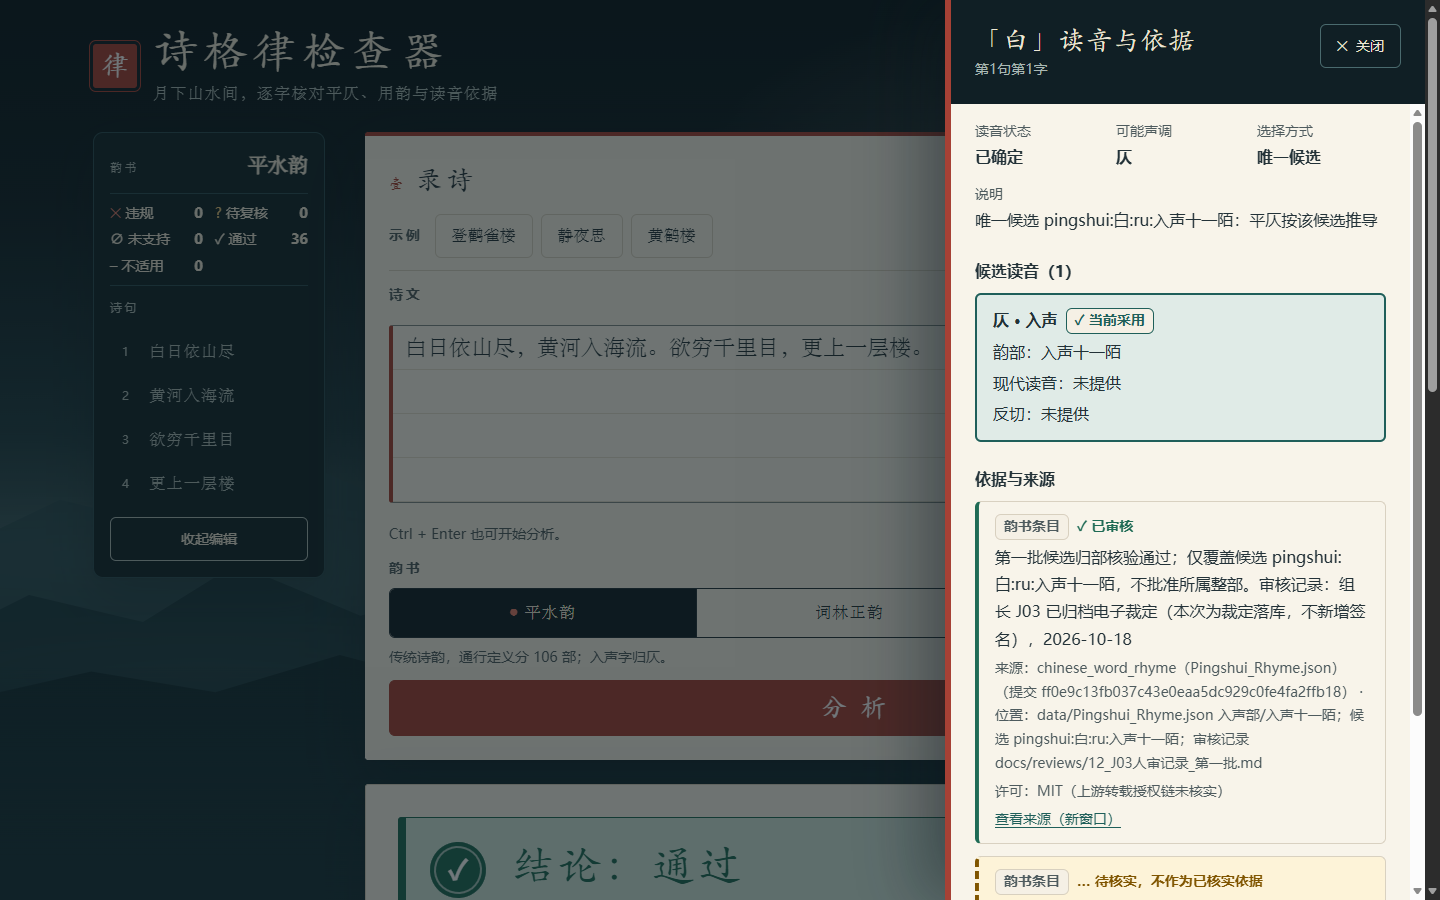 律
诗格律检查器
月下山水间，逐字核对平仄、用韵与读音依据
韵书 平水韵
× 违规 0 ? 待复核 0
∅ 未支持 0 ✓ 通过 36
– 不适用 0
诗句
1 白日依山尽
2 黄河入海流
3 欲穷千里目
4 更上一层楼
收起编辑
壹 录诗
示例 登鹳雀楼 静夜思 黄鹤楼
诗文
白日依山尽，黄河入海流。欲穷千里目，更上一层楼。
Ctrl + Enter 也可开始分析。
韵书
平水韵 词林正韵
传统诗韵，通行定义分 106 部；入声字归仄。
分 析
✓ 结论：通过
「白」读音与依据
第1句第1字
× 关闭
读音状态 可能声调 选择方式
已确定 仄 唯一候选
说明
唯一候选 pingshui:白:ru:入声十一陌：平仄按该候选推导
候选读音（1）
仄 • 入声 ✓ 当前采用
韵部：入声十一陌
现代读音：未提供
反切：未提供
依据与来源
韵书条目 ✓ 已审核
第一批候选归部核验通过；仅覆盖候选 pingshui:
白:ru:入声十一陌，不批准所属整部。审核记录：组
长 J03 已归档电子裁定（本次为裁定落库，不新增签
名），2026-10-18
来源：chinese_word_rhyme（Pingshui_Rhyme.json）
（提交 ff0e9c13fb037c43e0eaa5dc929c0fe4fa2ffb18） ·
位置：data/Pingshui_Rhyme.json 入声部/入声十一陌；候
选 pingshui:白:ru:入声十一陌；审核记录
docs/reviews/12_J03人审记录_第一批.md
许可：MIT（上游转载授权链未核实）
查看来源（新窗口）
韵书条目 … 待核实，不作为已核实依据